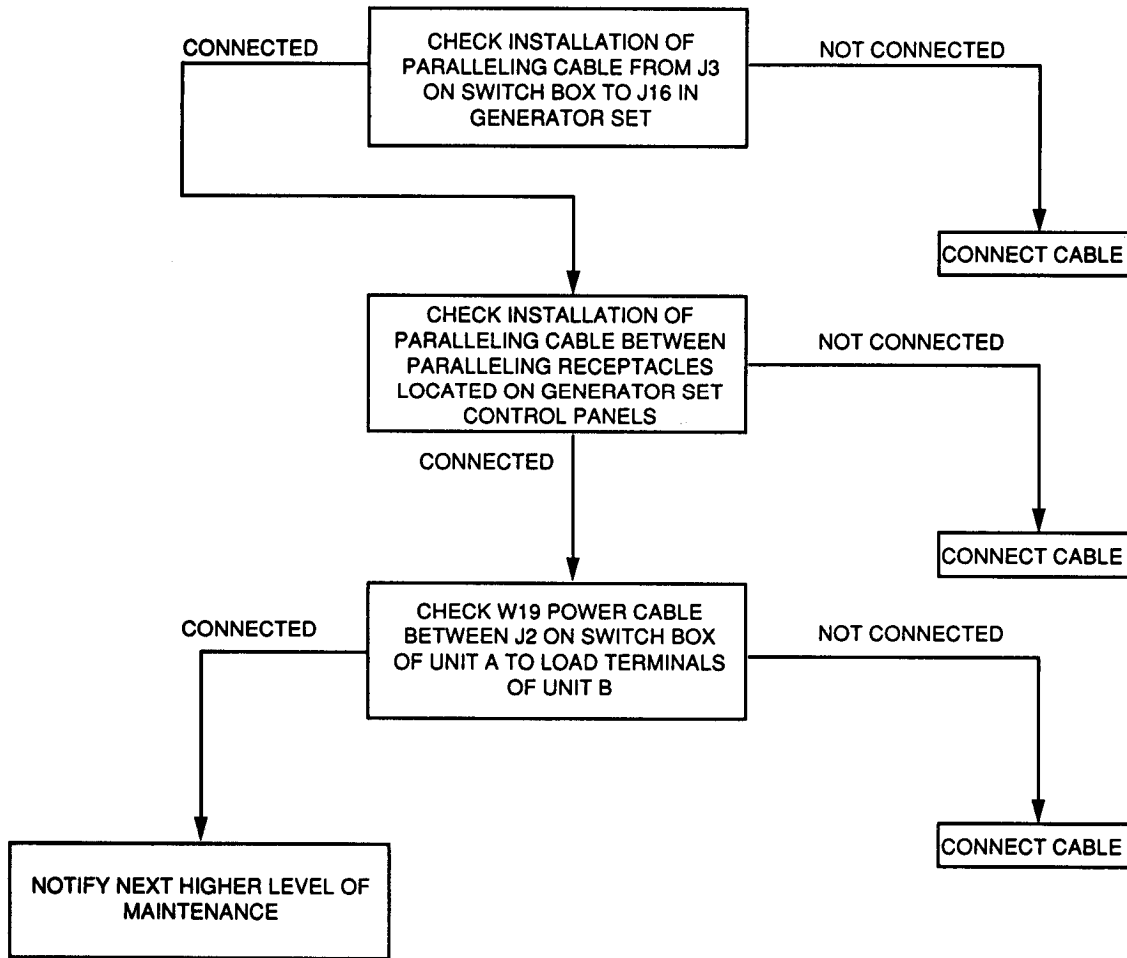 CONNECTED
CHECK INSTALLATION OF
PARALLELING CABLE FROM J3
ON SWITCH BOX TO J16 IN
GENERATOR SET
NOT CONNECTED
CONNECT CABLE
CHECK INSTALLATION OF
PARALLELING CABLE BETWEEN
PARALLELING RECEPTACLES
LOCATED ON GENERATOR SET
CONTROL PANELS
NOT CONNECTED
CONNECTED
CONNECT CABLE
CONNECTED
CHECK W19 POWER CABLE
BETWEEN J2 ON SWITCH BOX
OF UNIT A TO LOAD TERMINALS
OF UNIT B
NOT CONNECTED
CONNECT CABLE
NOTIFY NEXT HIGHER LEVEL OF
MAINTENANCE